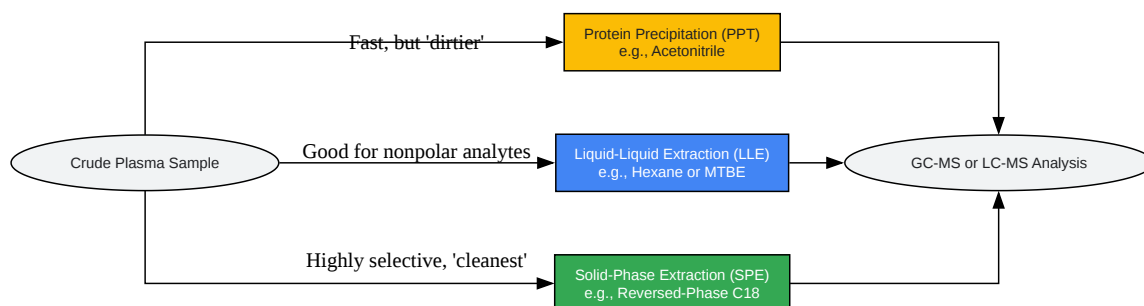 Fast, but 'dirtier'
Protein Precipitation (PPT)
e.g., Acetonitrile
Crude Plasma Sample
Good for nonpolar analytes
Liquid-Liquid Extraction (LLE)
e.g., Hexane or MTBE
GC-MS or LC-MS Analysis
Highly selective, 'cleanest'
Solid-Phase Extraction (SPE)
e.g., Reversed-Phase C18